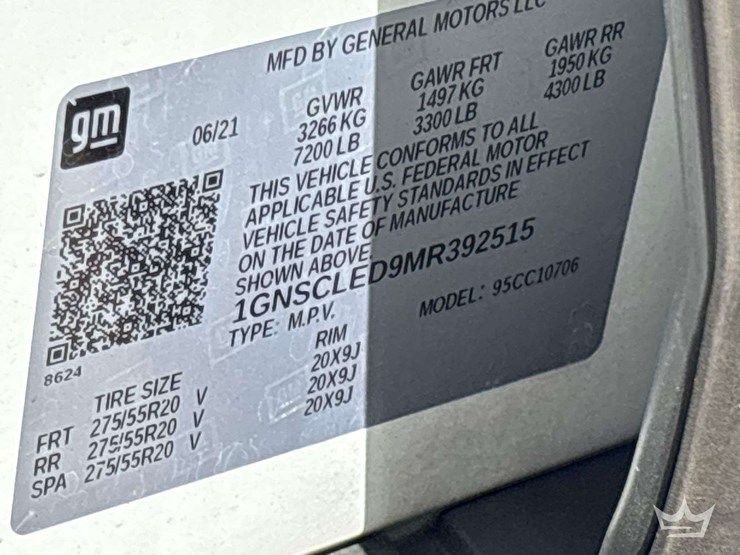 MFD BY GENERAL MOTORS LLC
gm
06/21
GVWR GAWR FRT GAWR RR
3266 KG 1497 KG 1950 KG
7200 LB 3300 LB 4300 LB
THIS VEHICLE CONFORMS TO ALL
APPLICABLE U.S. FEDERAL MOTOR
VEHICLE SAFETY STANDARDS IN EFFECT
ON THE DATE OF MANUFACTURE
SHOWN ABOVE.
1GNSCLED9MR392515
TYPE: M.P.V. MODEL: 95CC10706
8624
TIRE SIZE RIM
FRT 275/55R20 V 20X9J
RR 275/55R20 V 20X9J
SPA 275/55R20 V 20X9J